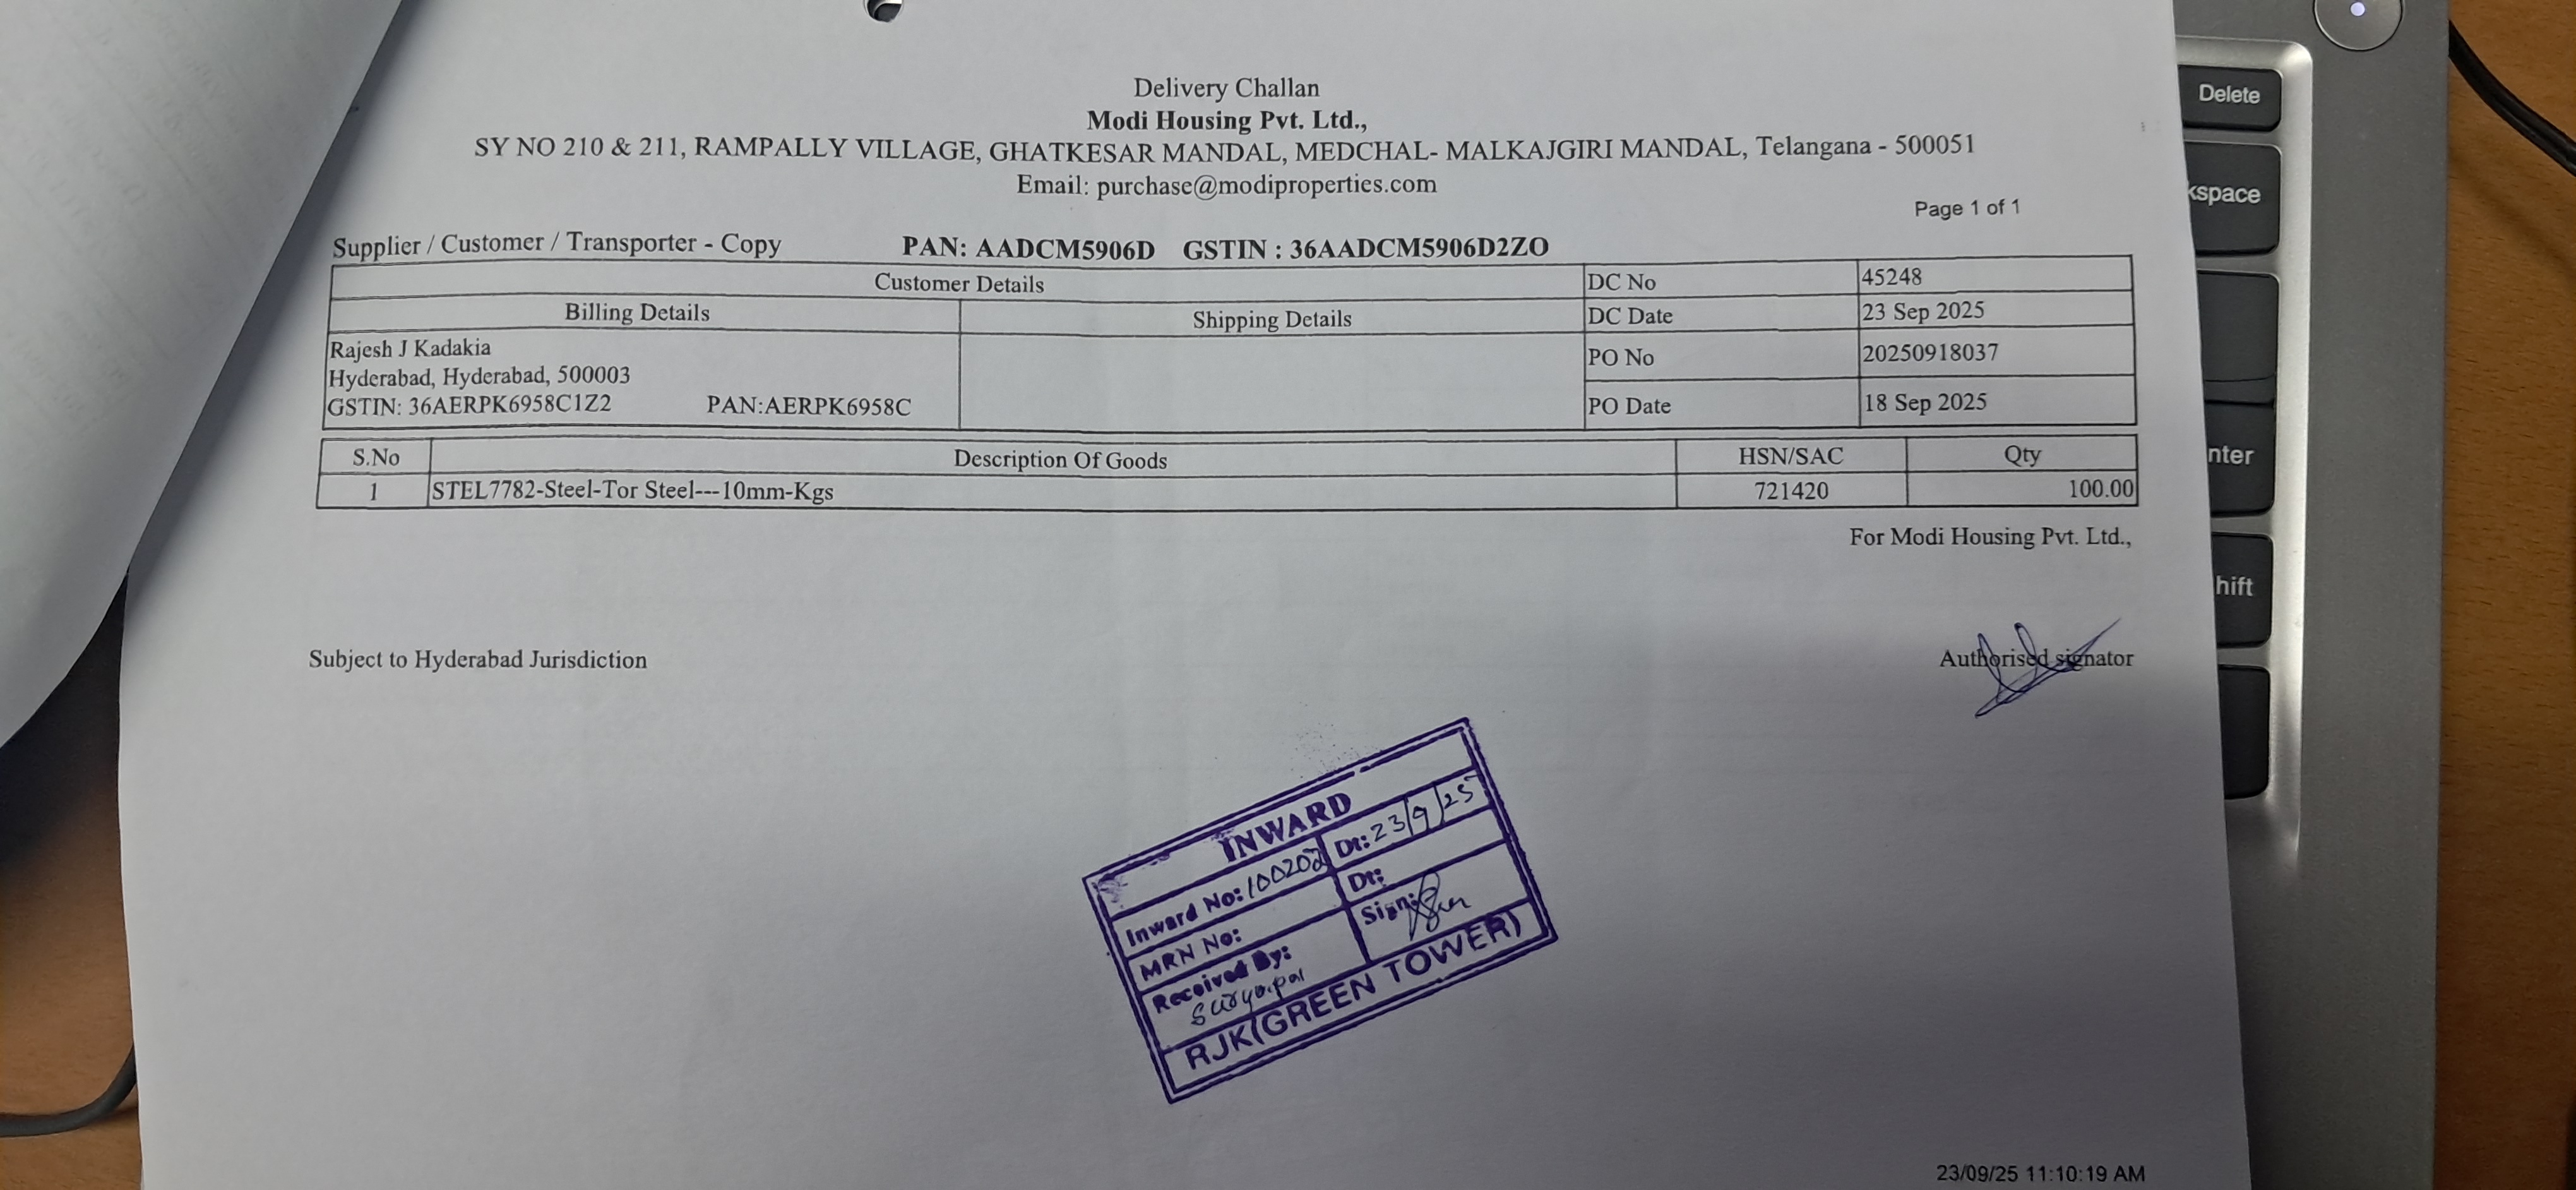 Delivery Challan
Modi Housing Pvt. Ltd.,
SY NO 210 & 211, RAMPALLY VILLAGE, GHATKESAR MANDAL, MEDCHAL- MALKAJGIRI MANDAL, Telangana - 500051
Email: purchase@modiproperties.com
Page 1 of 1
Supplier / Customer / Transporter - Copy PAN: AADCM5906D GSTIN : 36AADCM5906D2ZO
Customer Details
Billing Details Shipping Details
Rajesh J Kadakia
Hyderabad, Hyderabad, 500003
GSTIN: 36AERPK6958C1Z2 PAN:AERPK6958C
DC No 45248
DC Date 23 Sep 2025
PO No 20250918037
PO Date 18 Sep 2025
S.No Description Of Goods HSN/SAC Qty
1 STEL7782-Steel-Tor Steel---10mm-Kgs 721420 100.00
For Modi Housing Pvt. Ltd.,
Subject to Hyderabad Jurisdiction
Authorised signator
INWARD
Inward No: 100202 Dt: 23/9/25
MRN No: Dt:
Received By: Sign:
Suryapal
RJK(GREEN TOWER)
23/09/25 11:10:19 AM
Delete
kspace
nter
hift